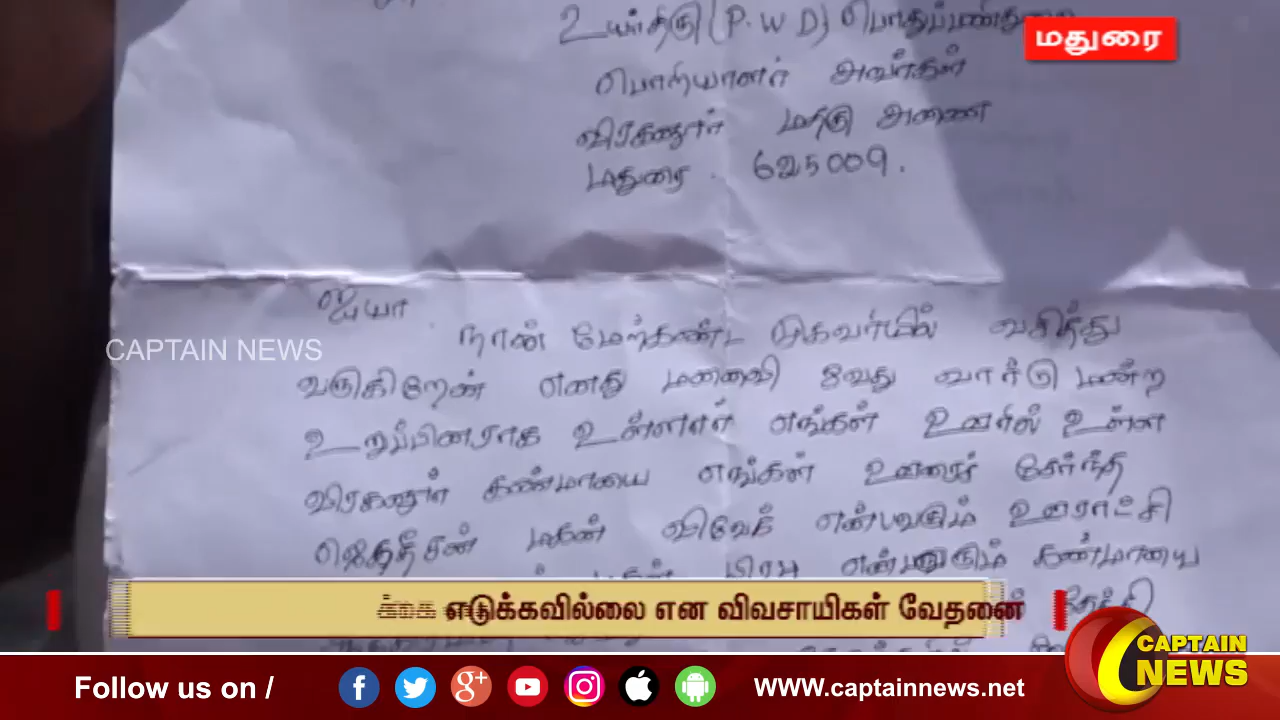 உயர்திரு (P.W.D) பொதுப்பணித்துறை
மதுரை
பொறியாளர் அவர்கள்
விரகனூர் மதகு அணை
மதுரை. 625009.
ஐயா
CAPTAIN NEWS
நான் மேற்கண்ட முகவரியில் வசித்து
வருகிறேன் எனது மனைவி 8வது வார்டு மன்ற
உறுப்பினராக உள்ளார் எங்கள் ஊரில் உள்ள
விரகனூர் கண்மாயை எங்கள் ஊரைச் சேர்ந்த
ஜெகதீசன் மகன் விவேக் என்பவரும் ஊராட்சி
என்பவரும் கண்மாயை
எடுக்கவில்லை என விவசாயிகள் வேதனை
Follow us on /
WWW.captainnews.net
CAPTAIN
NEWS